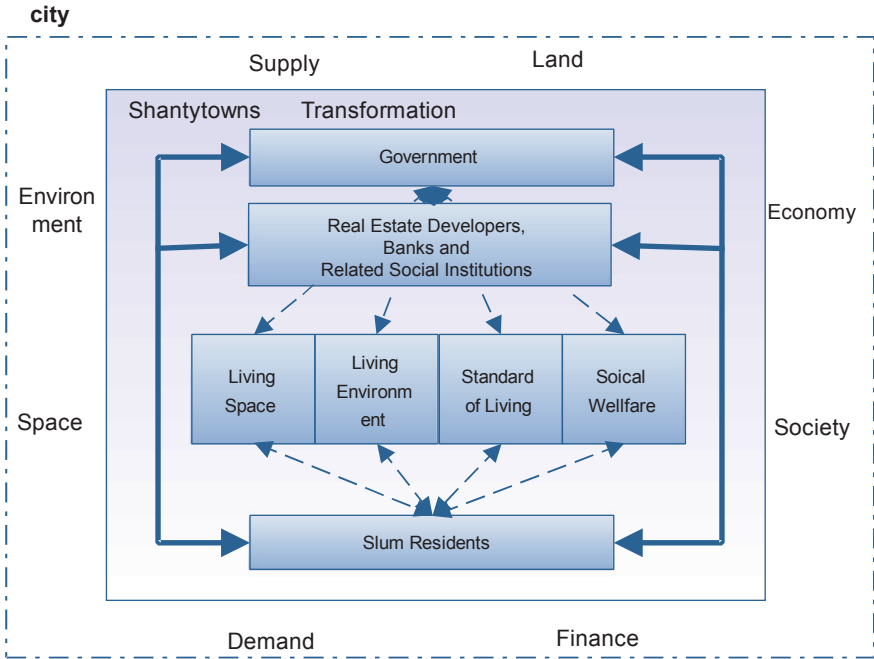 city
Supply
Land
Shantytowns Transformation
Government
Environ
ment
Economy
Real Estate Developers,
Banks and
Related Social Institutions
Living
Space
Living
Environm
ent
Standard
of Living
Soical
Wellfare
Space
Society
Slum Residents
Demand
Finance